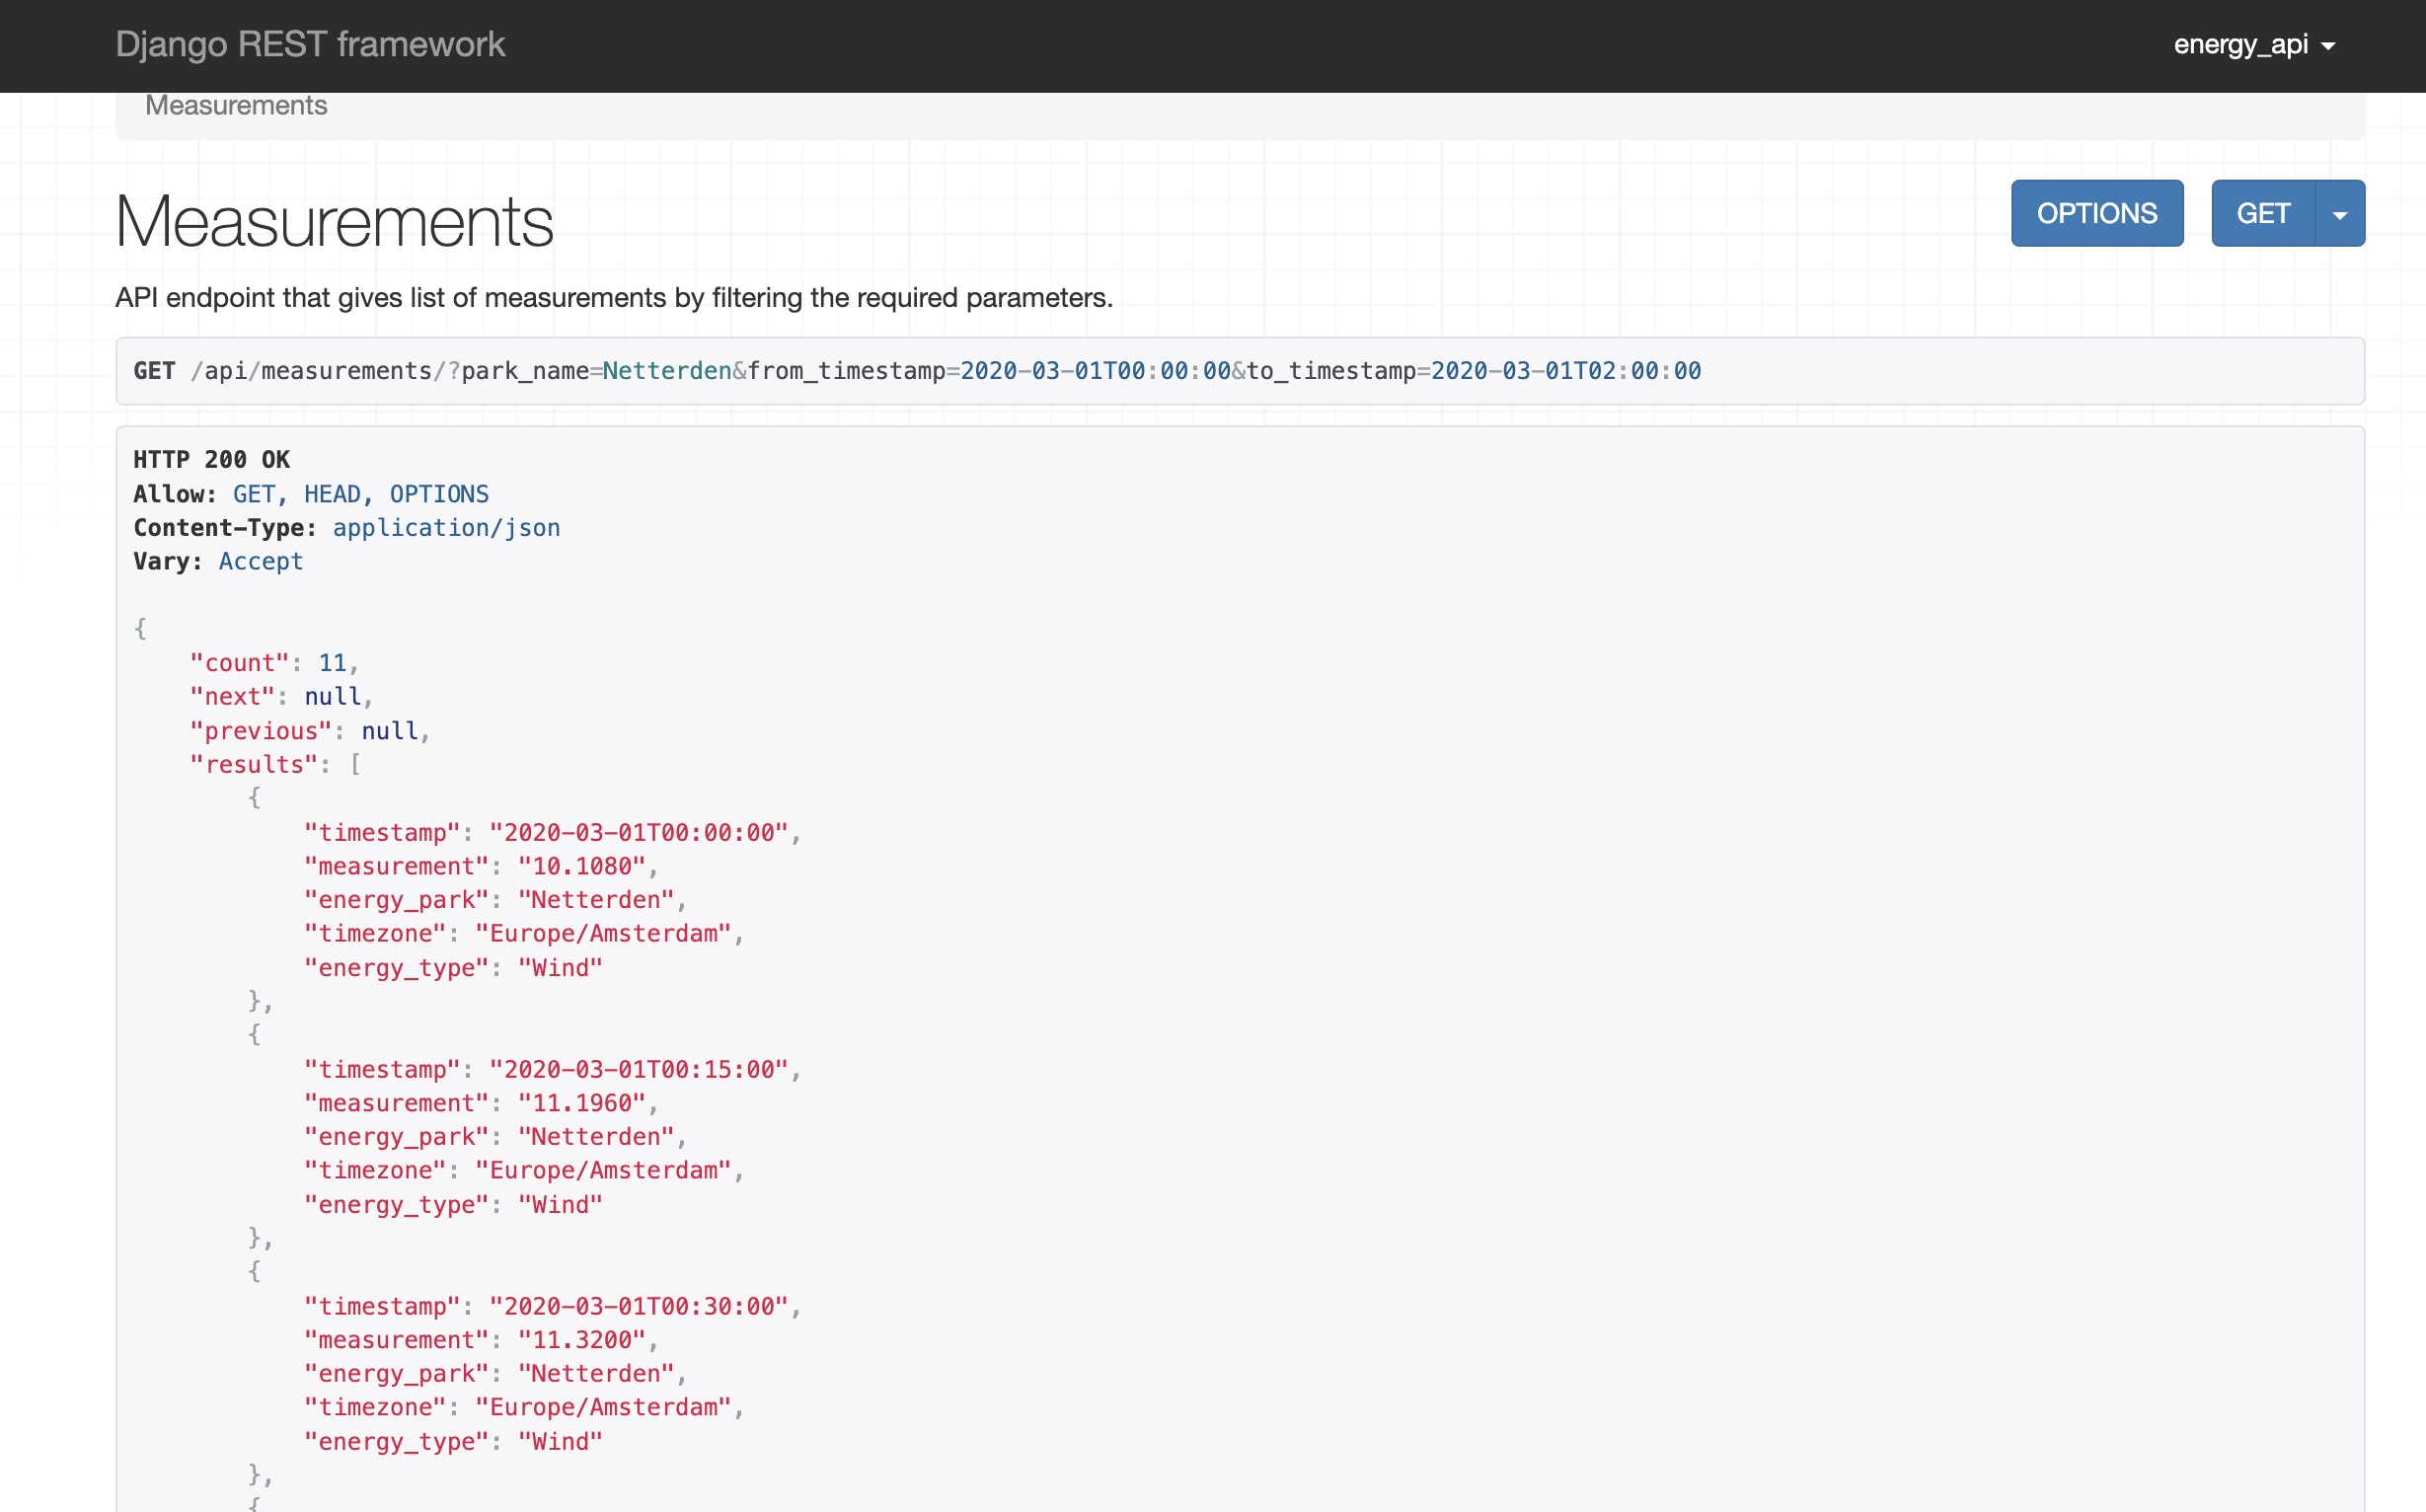 Django REST framework
energy_api
Measurements
Measurements
OPTIONS
GET
API endpoint that gives list of measurements by filtering the required parameters.
GET /api/measurements/?park_name=Netterden&from_timestamp=2020-03-01T00:00:00&to_timestamp=2020-03-01T02:00:00
HTTP 200 OK
Allow: GET, HEAD, OPTIONS
Content-Type: application/json
Vary: Accept
{
    "count": 11,
    "next": null,
    "previous": null,
    "results": [
        {
            "timestamp": "2020-03-01T00:00:00",
            "measurement": "10.1080",
            "energy_park": "Netterden",
            "timezone": "Europe/Amsterdam",
            "energy_type": "Wind"
        },
        {
            "timestamp": "2020-03-01T00:15:00",
            "measurement": "11.1960",
            "energy_park": "Netterden",
            "timezone": "Europe/Amsterdam",
            "energy_type": "Wind"
        },
        {
            "timestamp": "2020-03-01T00:30:00",
            "measurement": "11.3200",
            "energy_park": "Netterden",
            "timezone": "Europe/Amsterdam",
            "energy_type": "Wind"
        },
        {